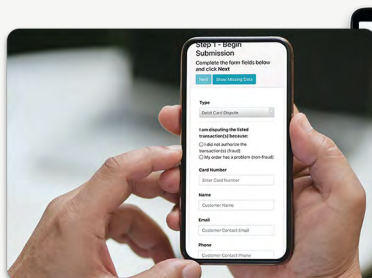 Step 1 - Begin
Submission
Complete the form fields below
and click Next
Next
Show Missing Data
Type
Debit Card Dispute
I am disputing the listed
transaction(s) because:
I did not authorize the
transaction(s) (fraud)
My order has a problem (non-fraud)
Card Number
Enter Card Number
Name
Customer Name
Email
Customer Contact Email
Phone
Customer Contact Phone